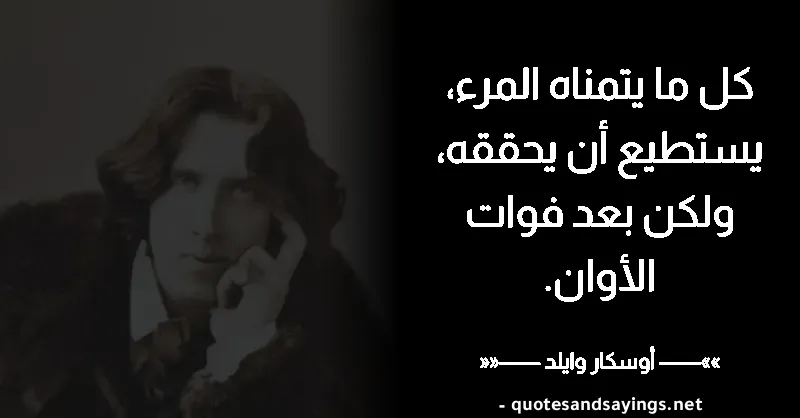 كل ما يتمناه المرء،
يستطيع أن يحققه،
ولكن بعد فوات
الأوان.
»»—— أوسكار وايلد ——««
- quotesandsayings.net